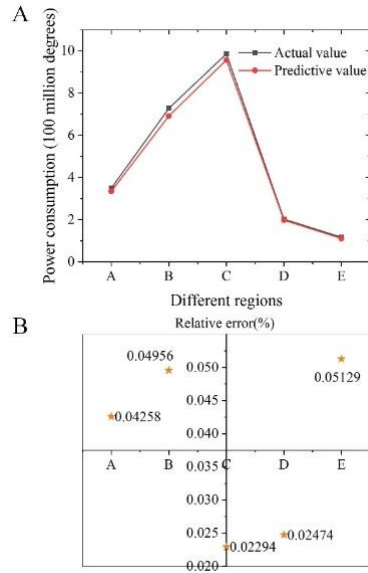 A
Power consumption (100 million degrees)
10
8
6
4
2
0
Actual value
Predictive value
A B C D E
Different regions
B
Relative error(%)
0.04956
0.050
0.05129
0.045
0.04258
0.040
A B C D E
0.035
0.030
0.025
0.02474
0.02294
0.020